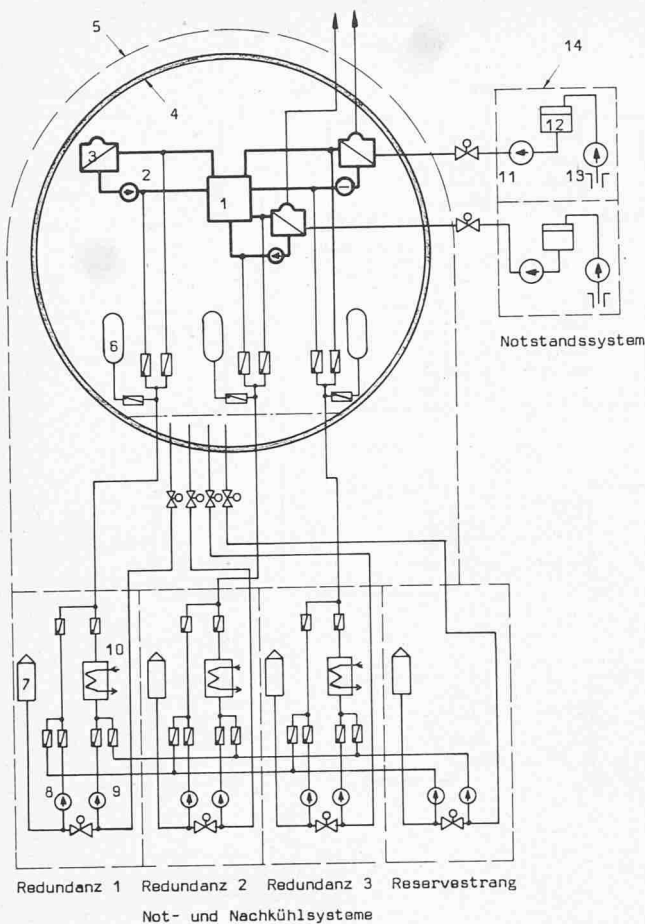 5
14
4
12
3
2
11
13
1
6
Notstandssystem
10
7
8
9
Redundanz 1
Redundanz 2
Redundanz 3
Reservestrang
Not- und Nachkühlsysteme